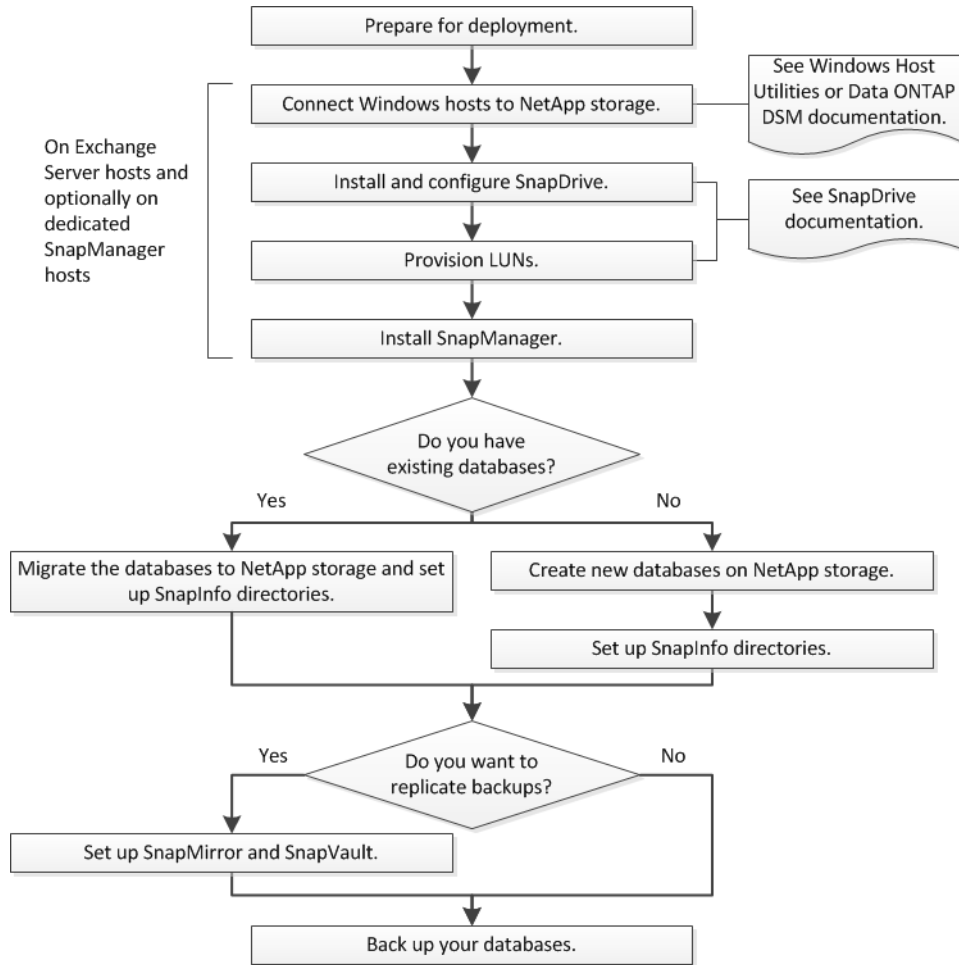 Prepare for deployment.
See Windows Host
Utilities or Data ONTAP
DSM documentation.
Connect Windows hosts to NetApp storage.
On Exchange
Server hosts and
optionally on
dedicated
SnapManager
hosts
Install and configure SnapDrive.
See SnapDrive
documentation.
Provision LUNs.
Install SnapManager.
Do you have
existing databases?
Yes
No
Migrate the databases to NetApp storage and set
up SnapInfo directories.
Create new databases on NetApp storage.
Set up SnapInfo directories.
Do you want to
replicate backups?
Yes
No
Set up SnapMirror and SnapVault.
Back up your databases.